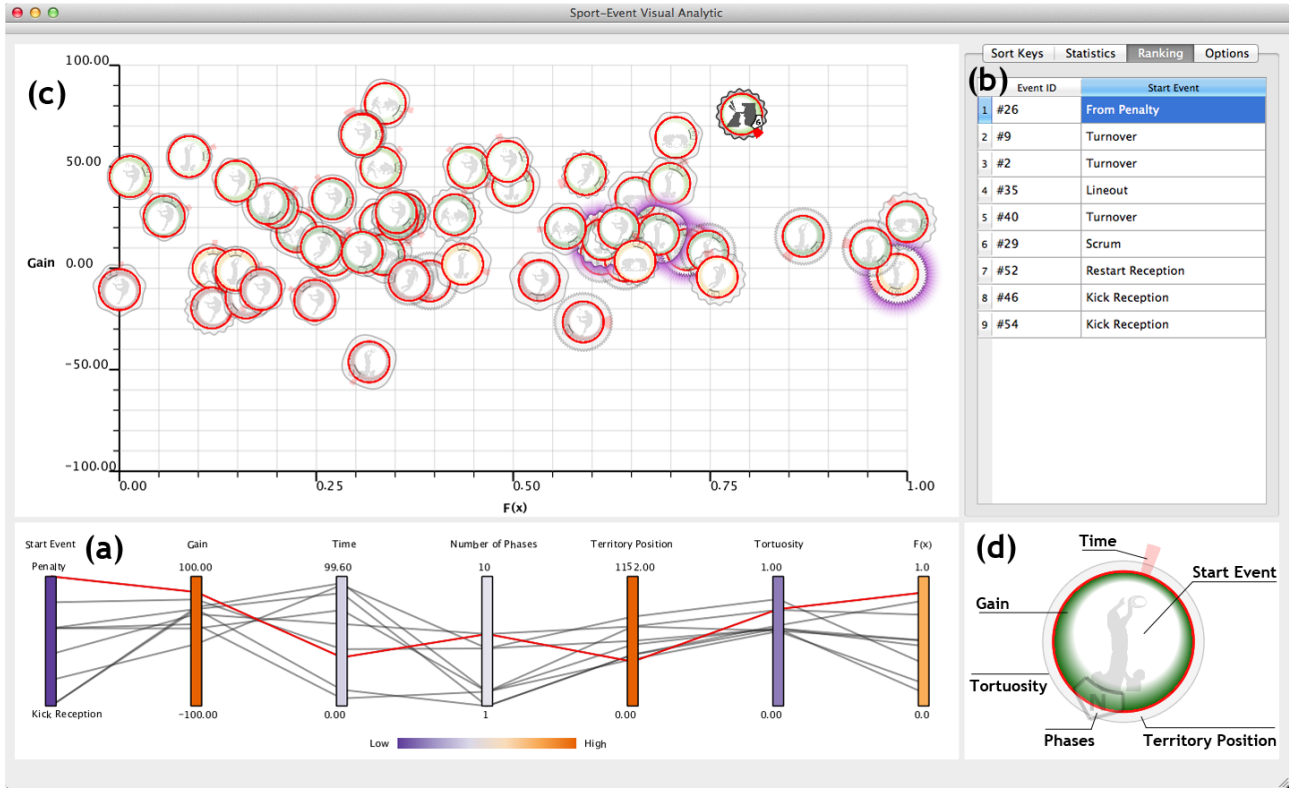 Sport-Event Visual Analytic
(c)
100.00
50.00
Gain 0.00
-50.00
-100.00
0.00 0.25 0.50 0.75 1.00
F(x)
6
Sort Keys Statistics Ranking Options
(b)
Event ID Start Event
1 #26 From Penalty
2 #9 Turnover
3 #2 Turnover
4 #35 Lineout
5 #40 Turnover
6 #29 Scrum
7 #52 Restart Reception
8 #46 Kick Reception
9 #54 Kick Reception
(a)
Start Event Gain Time Number of Phases Territory Position Tortuosity F(x)
Penalty 100.00 99.60 10 1152.00 1.00 1.0
Kick Reception -100.00 0.00 1 0.00 0.00 0.0
Low High
(d)
Time
Start Event
Gain
Tortuosity
N
Phases Territory Position